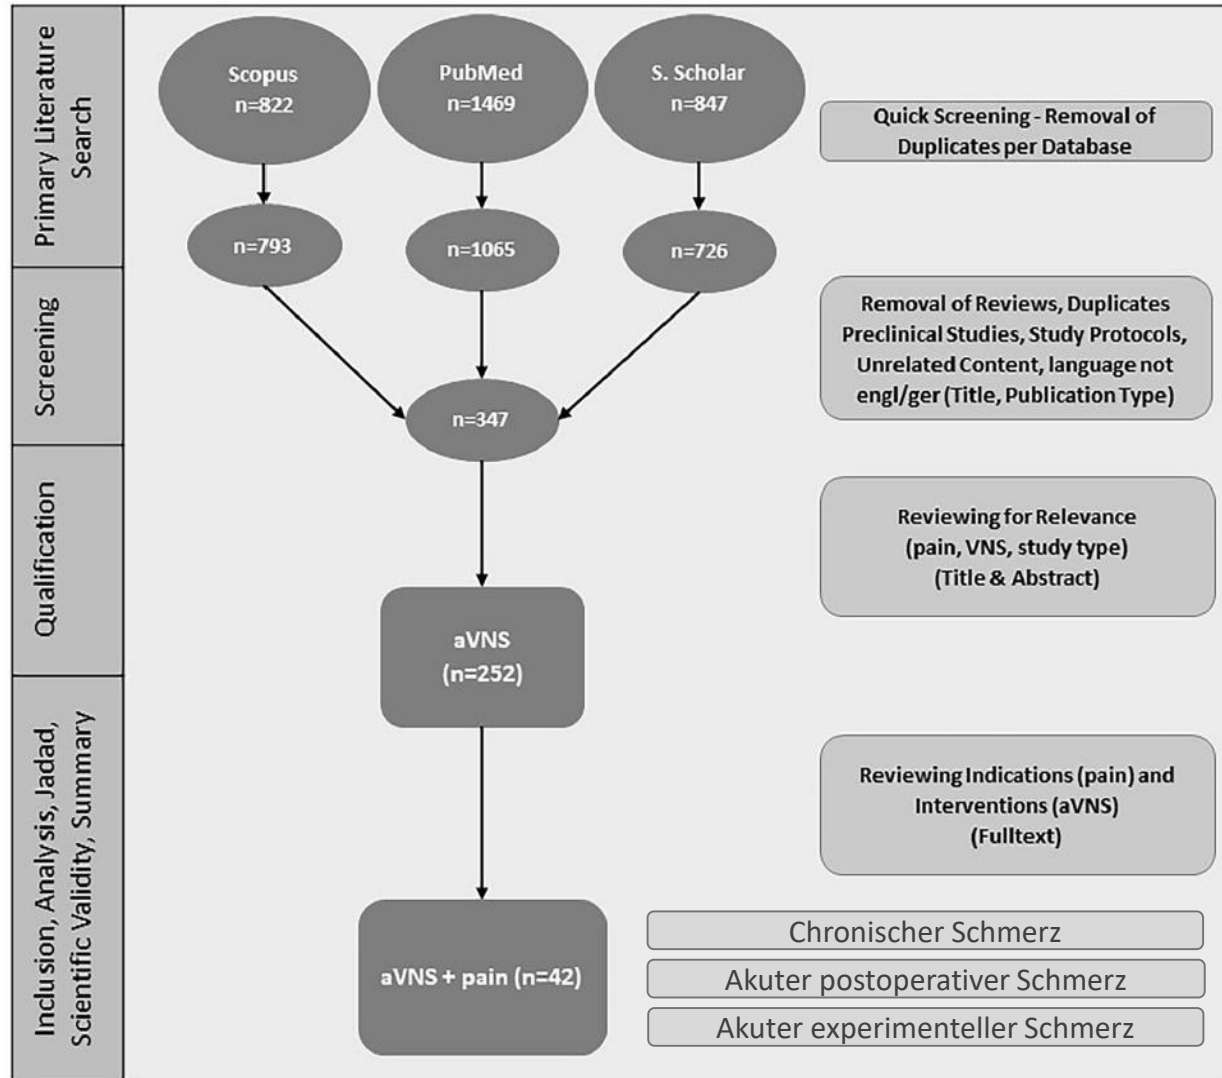 Primary Literature
Search
Scopus
n=822
PubMed
n=1469
S. Scholar
n=847
Quick Screening - Removal of
Duplicates per Database
n=793
n=1065
n=726
Screening
Removal of Reviews, Duplicates
Preclinical Studies, Study Protocols,
Unrelated Content, language not
engl/ger (Title, Publication Type)
n=347
Qualification
Reviewing for Relevance
(pain, VNS, study type)
(Title & Abstract)
aVNS
(n=252)
Inclusion, Analysis, Jadad,
Scientific Validity, Summary
Reviewing Indications (pain) and
Interventions (aVNS)
(Fulltext)
aVNS + pain (n=42)
Chronischer Schmerz
Akuter postoperativer Schmerz
Akuter experimenteller Schmerz